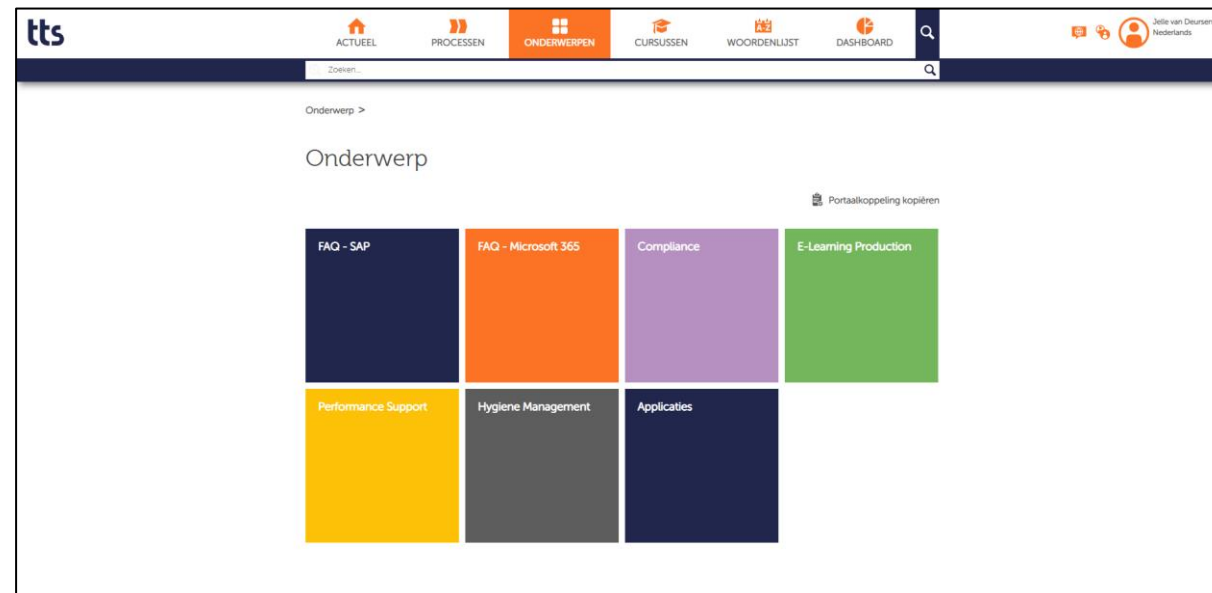 tts
ACTUEEL PROCESSEN ONDERWERPEN CURSUSSEN WOORDENLIJST DASHBOARD
A-Z
Jelle van Deursen
Nederlands
Zoeken...
Onderwerp >
Onderwerp
Portaalkoppeling kopiëren
FAQ - SAP FAQ - Microsoft 365 Compliance E-Learning Production
Performance Support Hygiene Management Applicaties